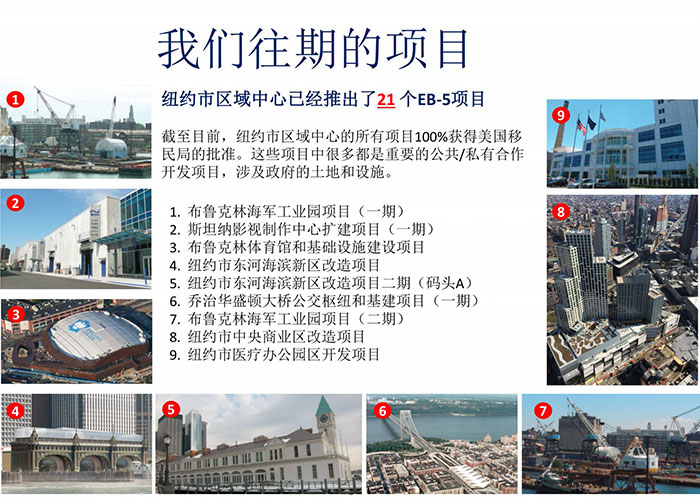 我们往期的项目
纽约市区域中心已经推出了21 个EB-5项目
截至目前，纽约市区域中心的所有项目100%获得美国移
民局的批准。这些项目中很多都是重要的公共/私有合作
开发项目，涉及政府的土地和设施。
1. 布鲁克林海军工业园项目（一期）
2. 斯坦纳影视制作中心扩建项目（一期）
3. 布鲁克林体育馆和基础设施建设项目
4. 纽约市东河海滨新区改造项目
5. 纽约市东河海滨新区改造项目二期（码头A）
6. 乔治华盛顿大桥公交枢纽和基建项目（一期）
7. 布鲁克林海军工业园项目（二期）
8. 纽约市中央商业区改造项目
9. 纽约市医疗办公园区开发项目
1
2
3
4
5
6
7
8
9